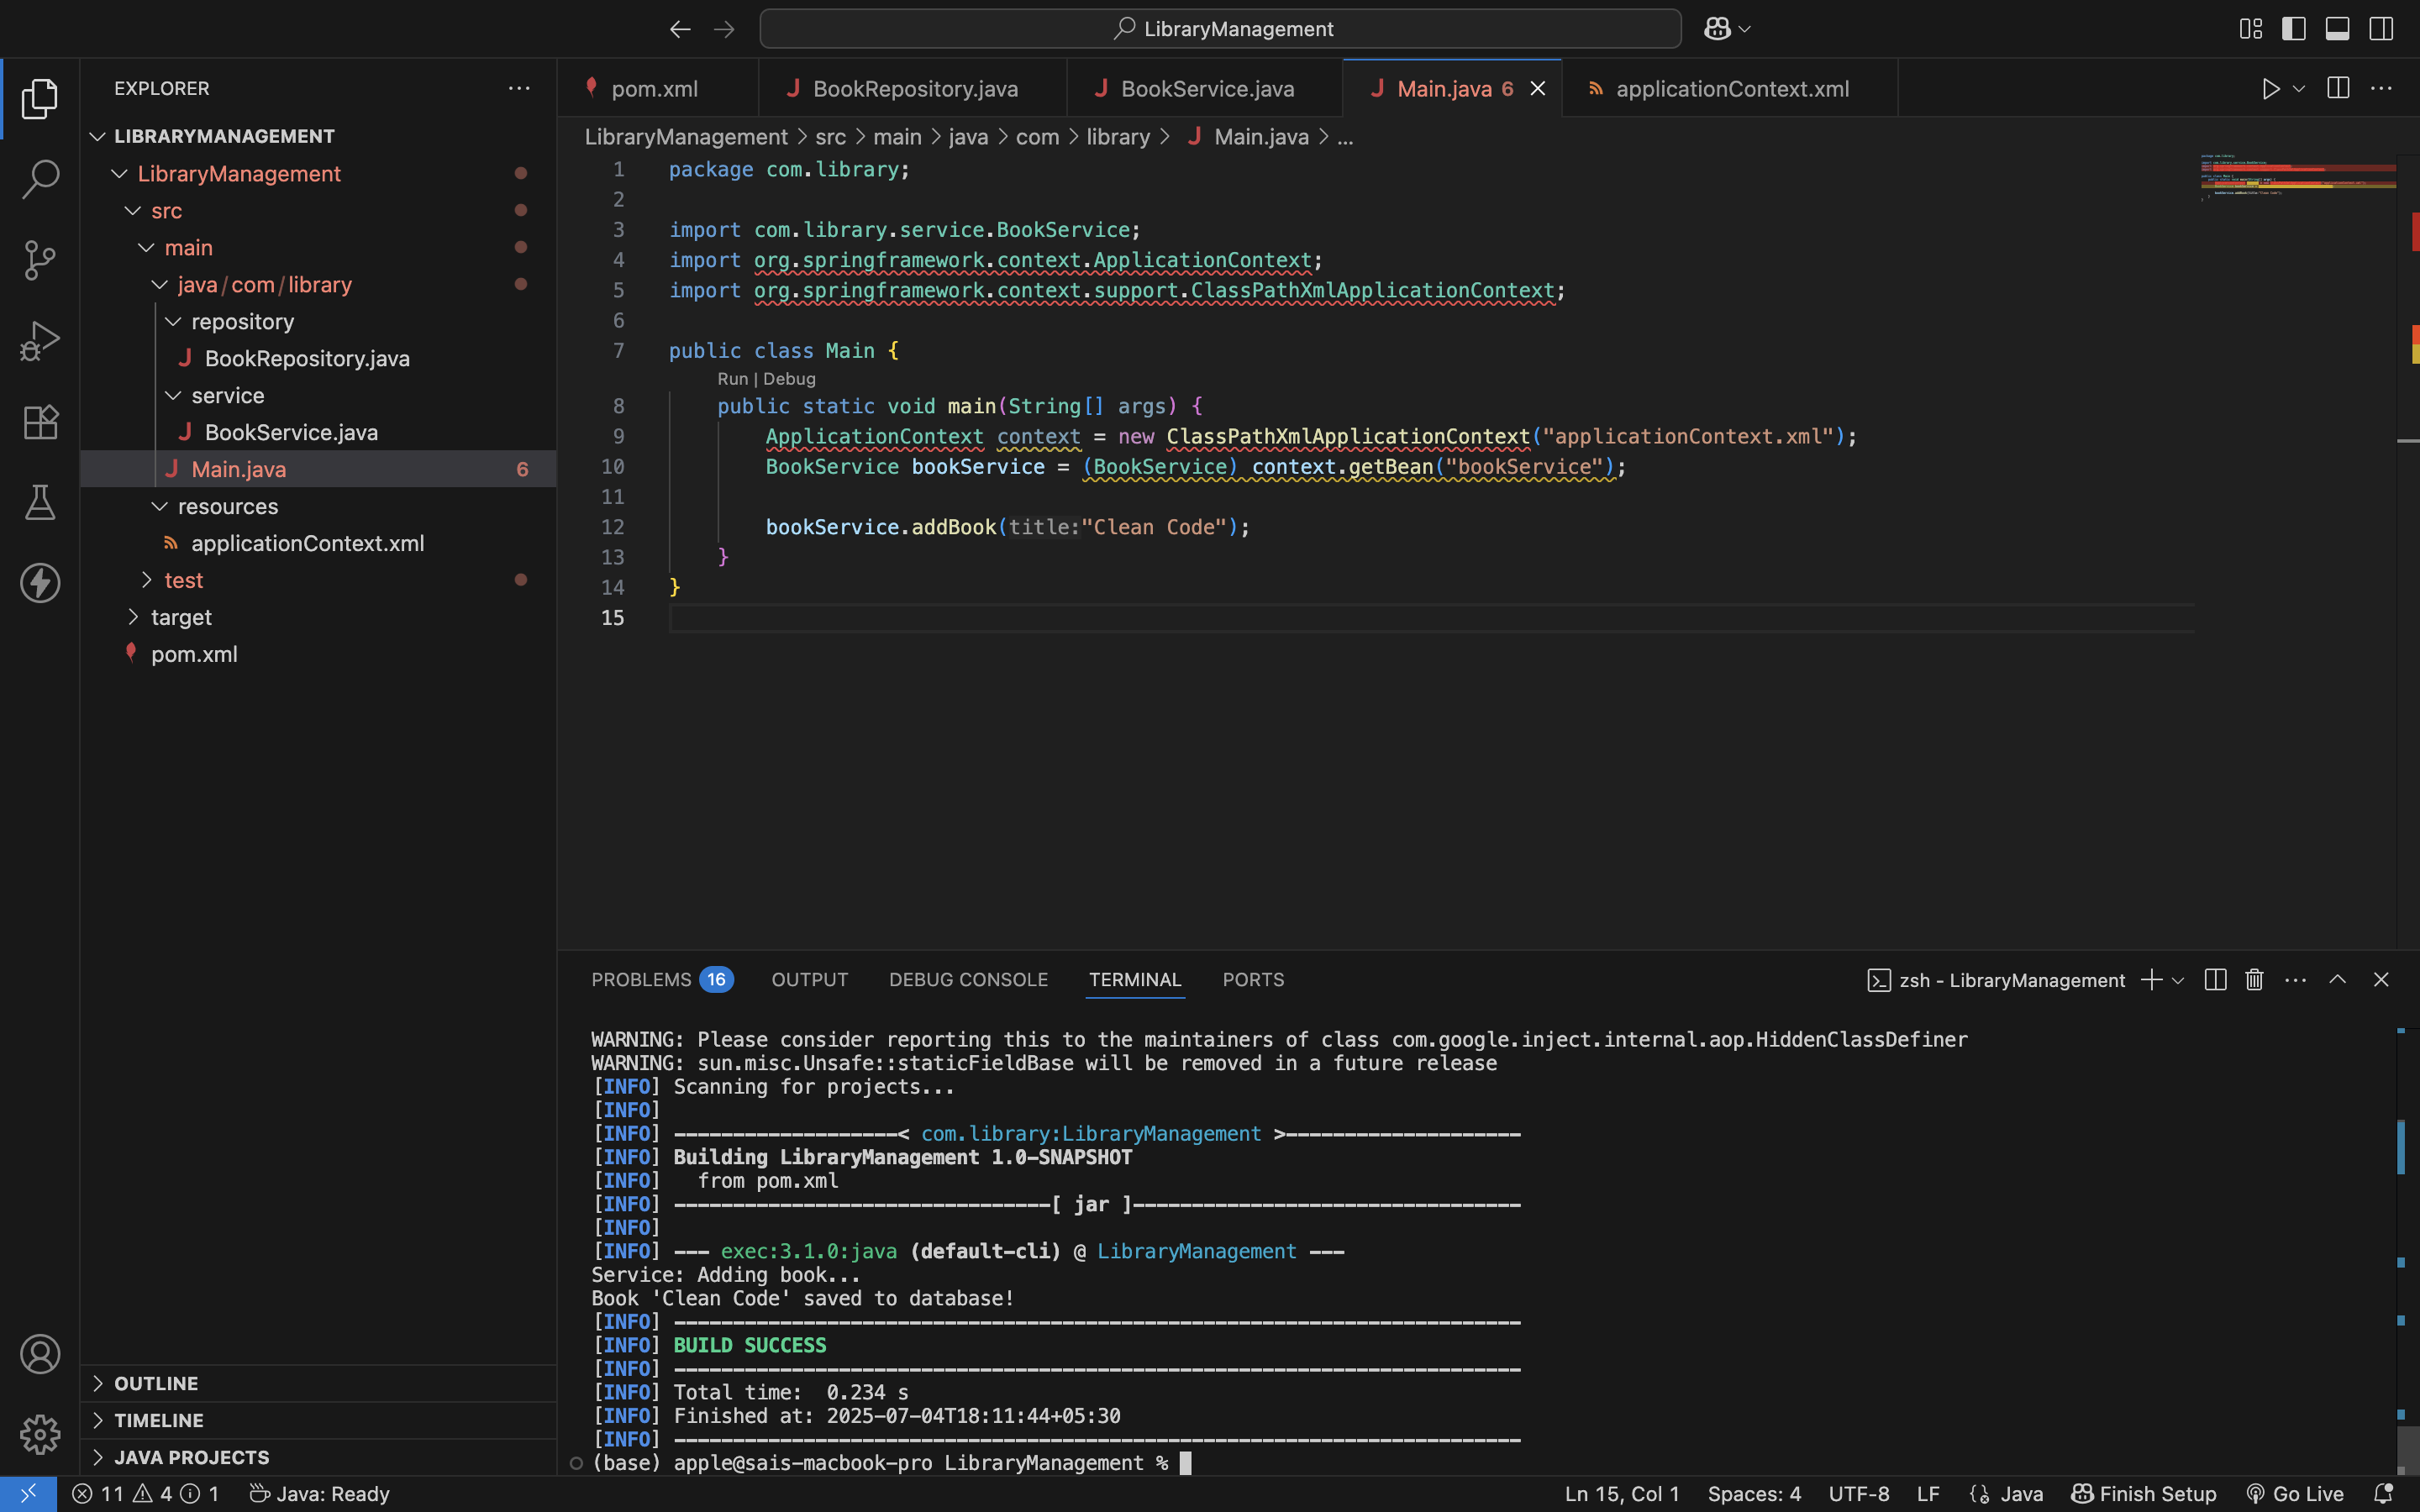 LibraryManagement
EXPLORER
LIBRARYMANAGEMENT
LibraryManagement
src
main
java/com/library
repository
BookRepository.java
service
BookService.java
Main.java 6
resources
applicationContext.xml
test
target
pom.xml
OUTLINE
TIMELINE
JAVA PROJECTS
pom.xml BookRepository.java BookService.java Main.java 6 applicationContext.xml
LibraryManagement > src > main > java > com > library > Main.java > ...
1 package com.library;
2
3 import com.library.service.BookService;
4 import org.springframework.context.ApplicationContext;
5 import org.springframework.context.support.ClassPathXmlApplicationContext;
6
7 public class Main {
Run | Debug
8 public static void main(String[] args) {
9 ApplicationContext context = new ClassPathXmlApplicationContext("applicationContext.xml");
10 BookService bookService = (BookService) context.getBean("bookService");
11
12 bookService.addBook(title:"Clean Code");
13 }
14 }
15
PROBLEMS 16 OUTPUT DEBUG CONSOLE TERMINAL PORTS zsh - LibraryManagement
WARNING: Please consider reporting this to the maintainers of class com.google.inject.internal.aop.HiddenClassDefiner
WARNING: sun.misc.Unsafe::staticFieldBase will be removed in a future release
[INFO] Scanning for projects...
[INFO]
[INFO] -------------------< com.library:LibraryManagement >--------------------
[INFO] Building LibraryManagement 1.0-SNAPSHOT
[INFO]   from pom.xml
[INFO] --------------------------------[ jar ]---------------------------------
[INFO]
[INFO] --- exec:3.1.0:java (default-cli) @ LibraryManagement ---
Service: Adding book...
Book 'Clean Code' saved to database!
[INFO] ------------------------------------------------------------------------
[INFO] BUILD SUCCESS
[INFO] ------------------------------------------------------------------------
[INFO] Total time:  0.234 s
[INFO] Finished at: 2025-07-04T18:11:44+05:30
[INFO] ------------------------------------------------------------------------
(base) apple@sais-macbook-pro LibraryManagement %
11 4 1 Java: Ready Ln 15, Col 1 Spaces: 4 UTF-8 LF Java Finish Setup Go Live